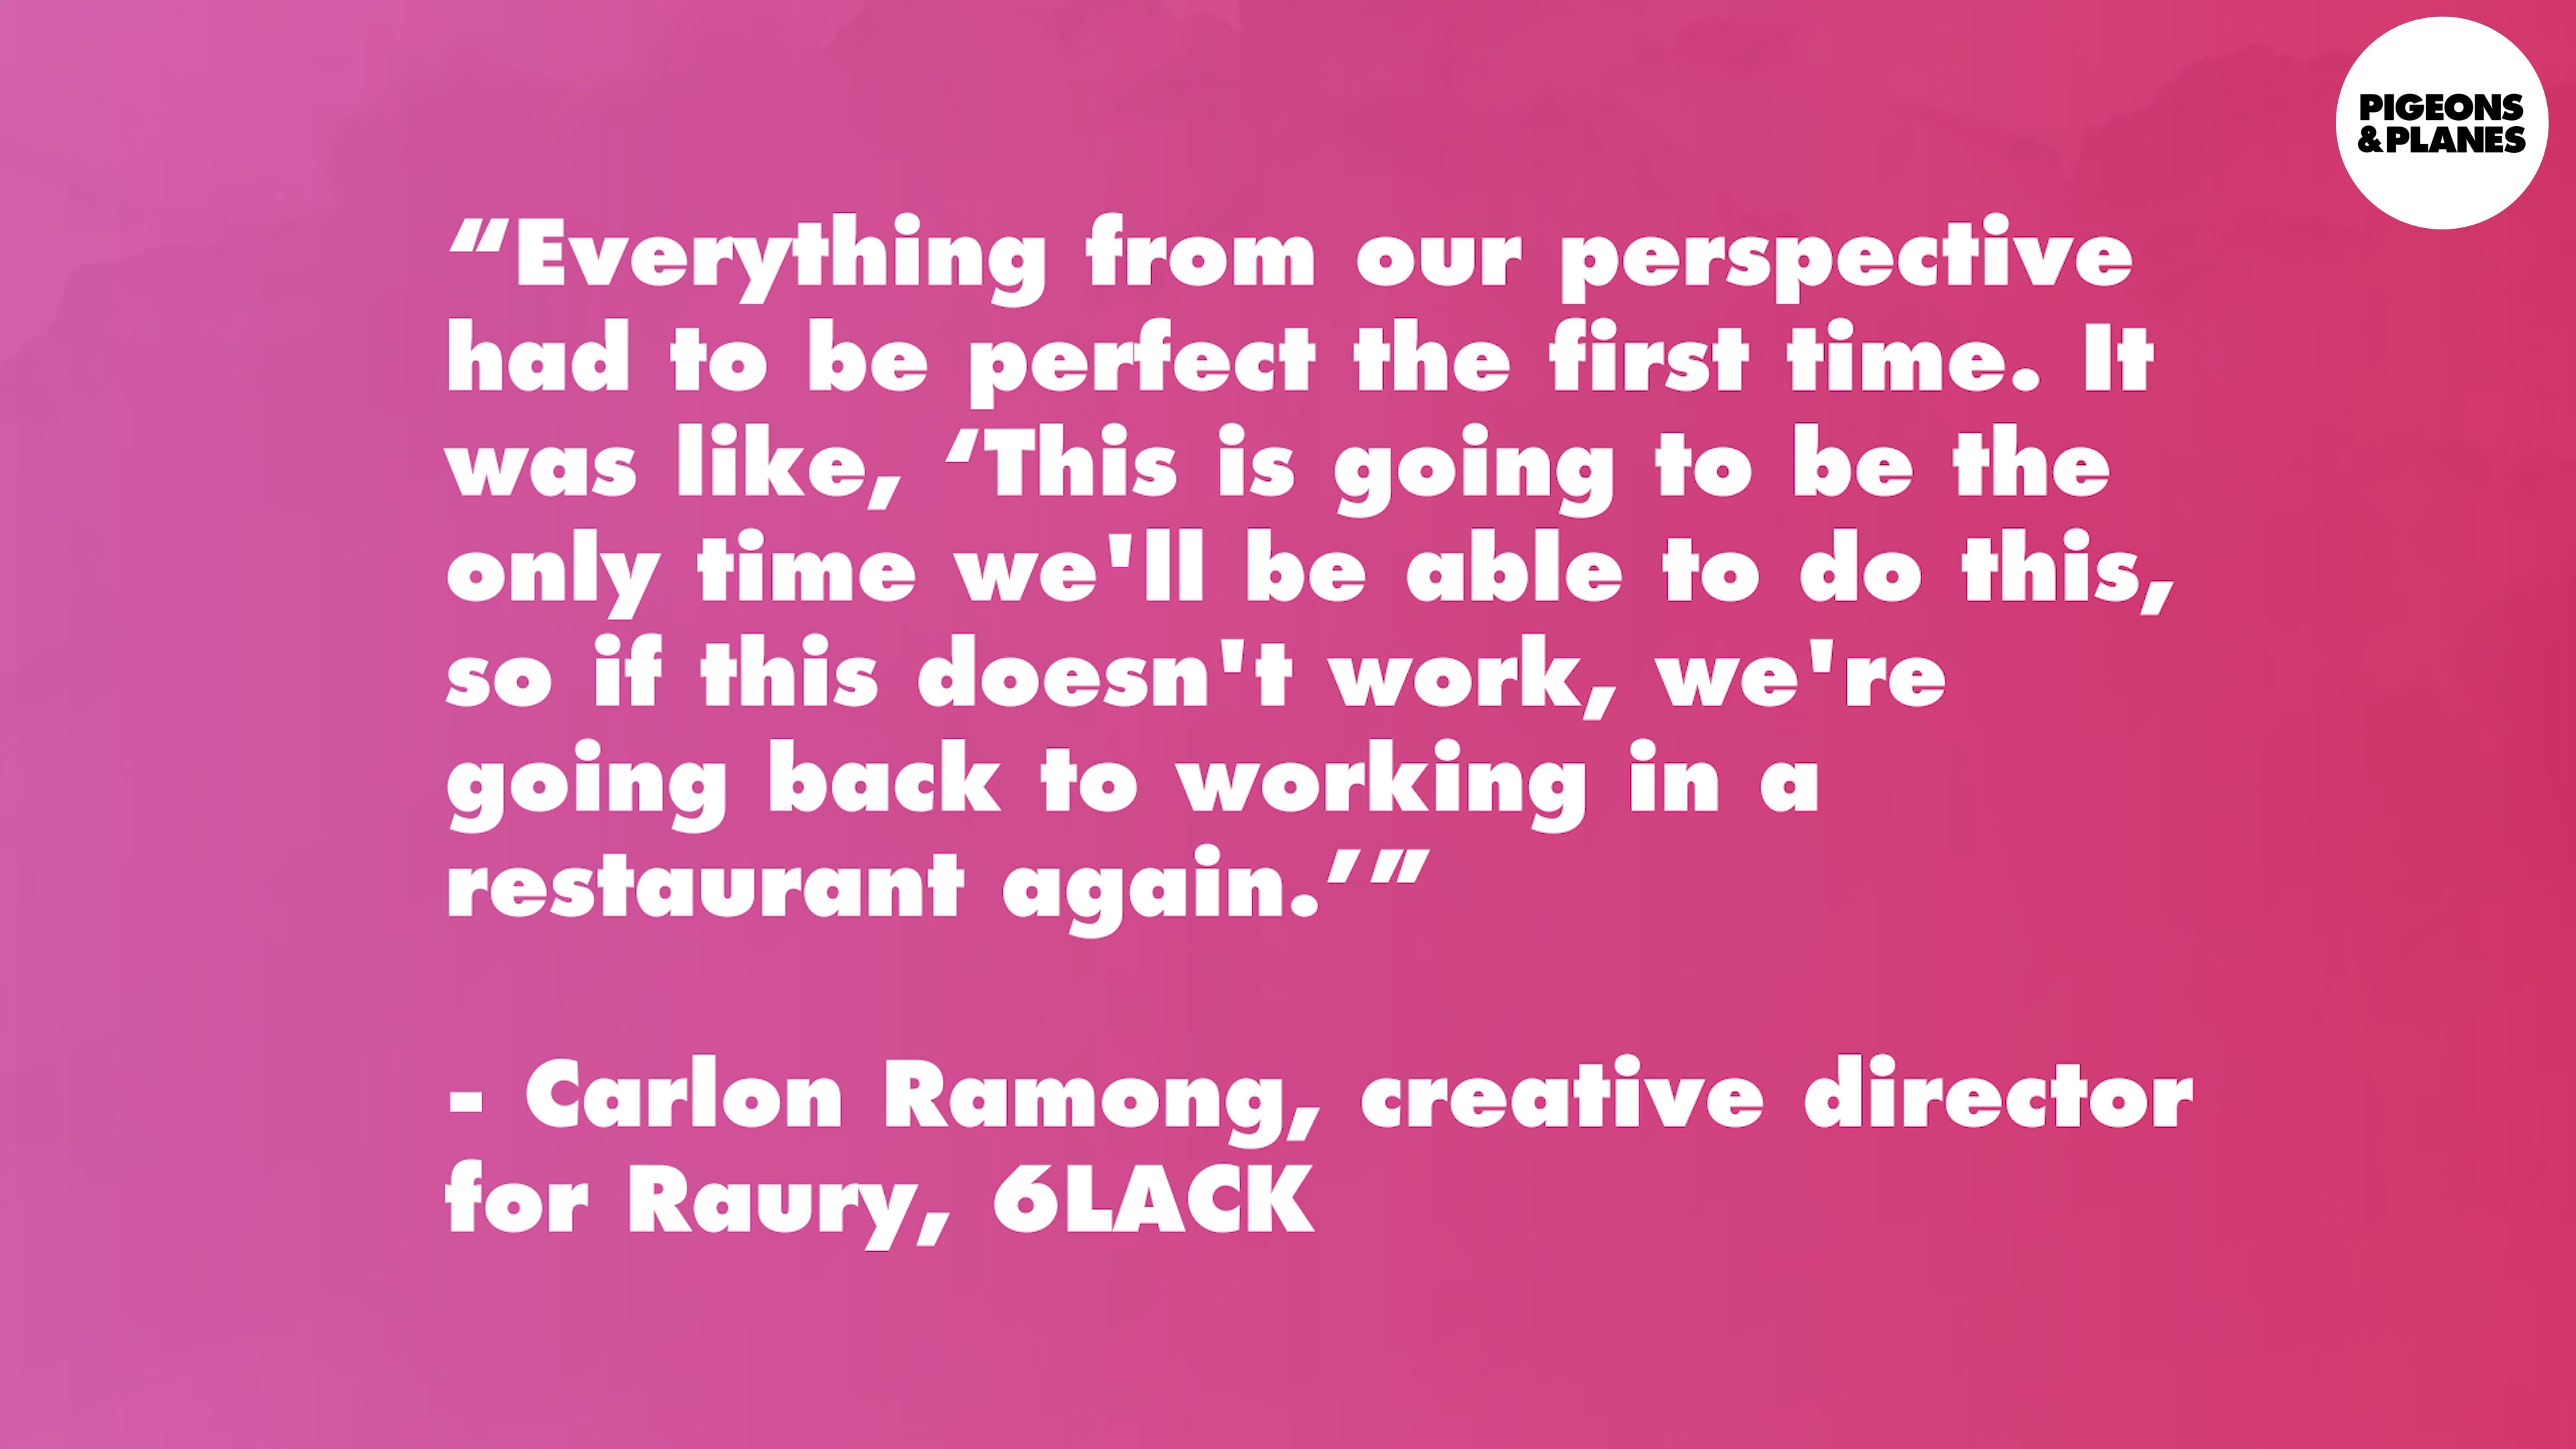 PIGEONS
&PLANES
“Everything from our perspective
had to be perfect the first time. It
was like, ‘This is going to be the
only time we'll be able to do this,
so if this doesn't work, we're
going back to working in a
restaurant again.’”
- Carlon Ramong, creative director
for Raury, 6LACK